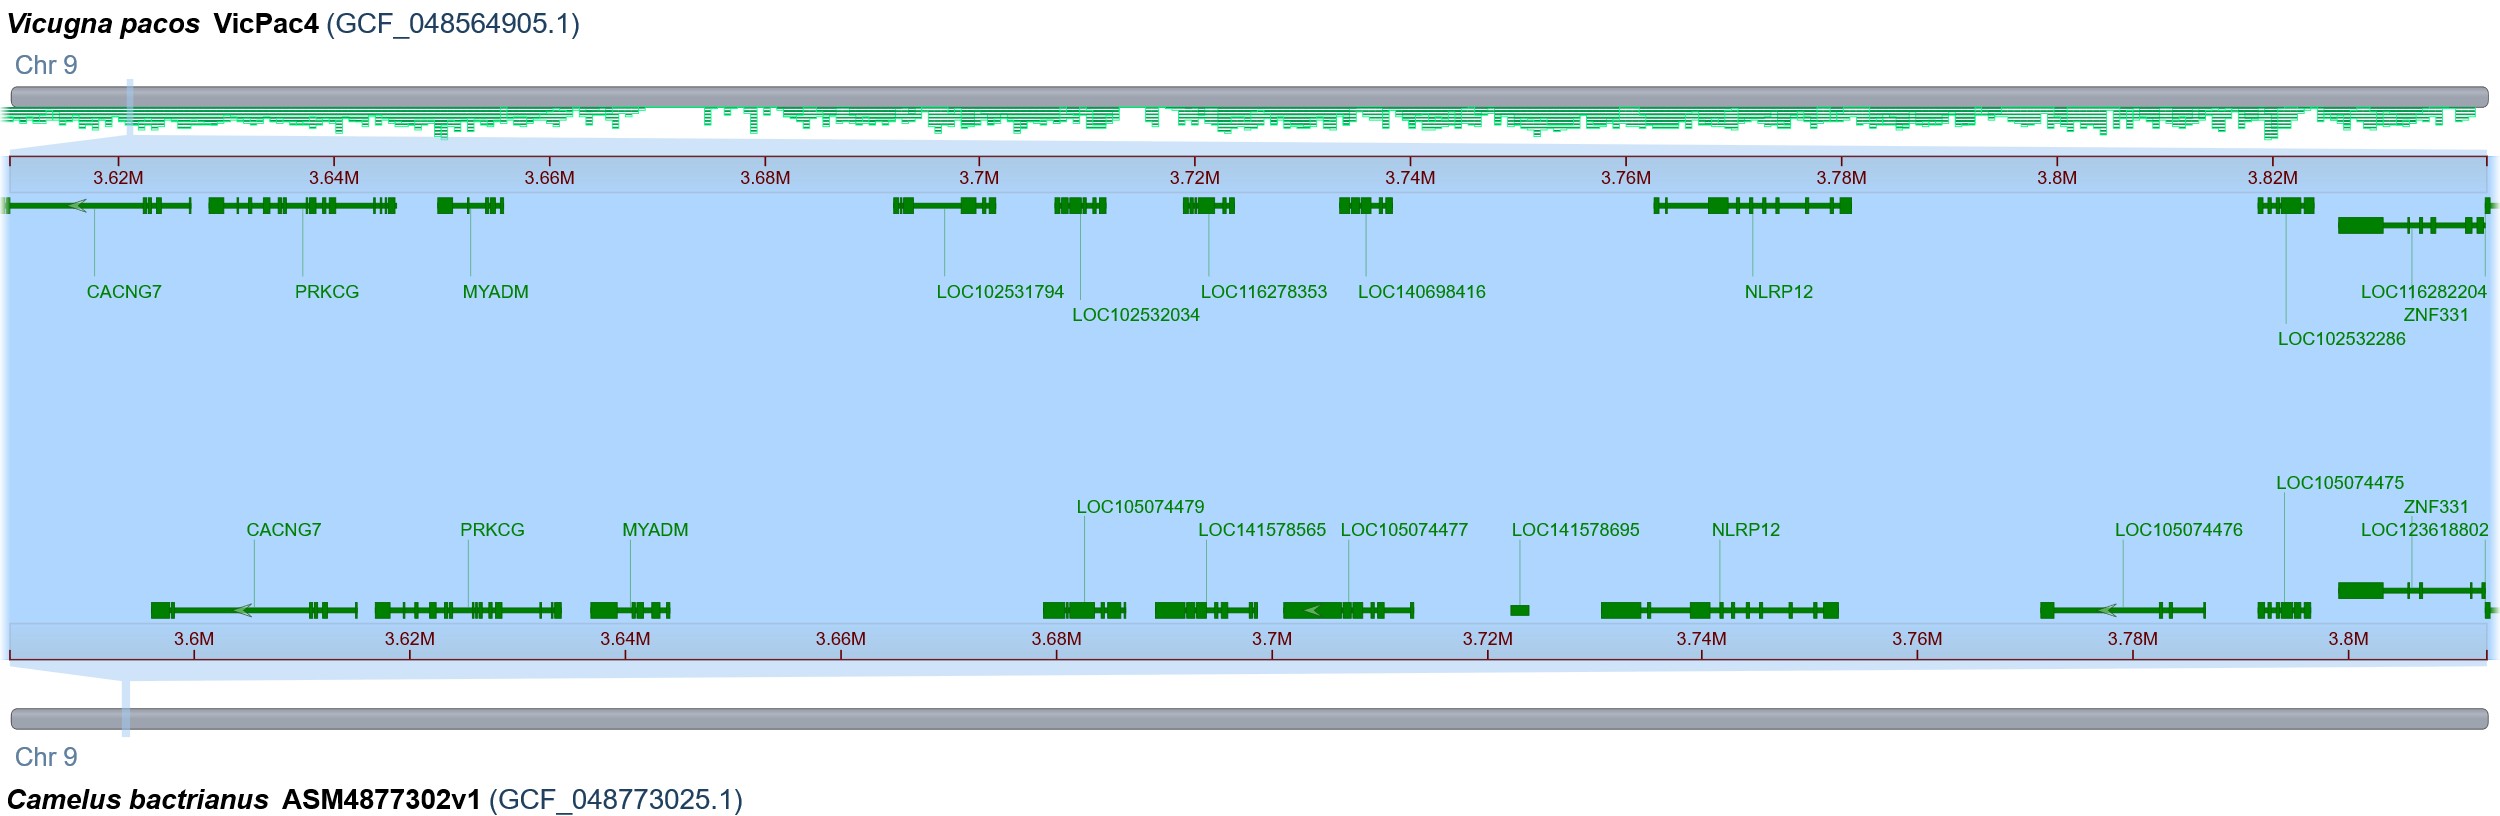 Vicugna pacos VicPac4 (GCF_048564905.1)
Chr 9
3.62M 3.64M 3.66M 3.68M 3.7M 3.72M 3.74M 3.76M 3.78M 3.8M 3.82M
CACNG7 PRKCG MYADM LOC102531794 LOC116278353 LOC140698416 NLRP12 LOC116282204
LOC102532034 ZNF331
LOC102532286
LOC105074475
LOC105074479 ZNF331
CACNG7 PRKCG MYADM LOC141578565 LOC105074477 LOC141578695 NLRP12 LOC105074476 LOC123618802
3.6M 3.62M 3.64M 3.66M 3.68M 3.7M 3.72M 3.74M 3.76M 3.78M 3.8M
Chr 9
Camelus bactrianus ASM4877302v1 (GCF_048773025.1)